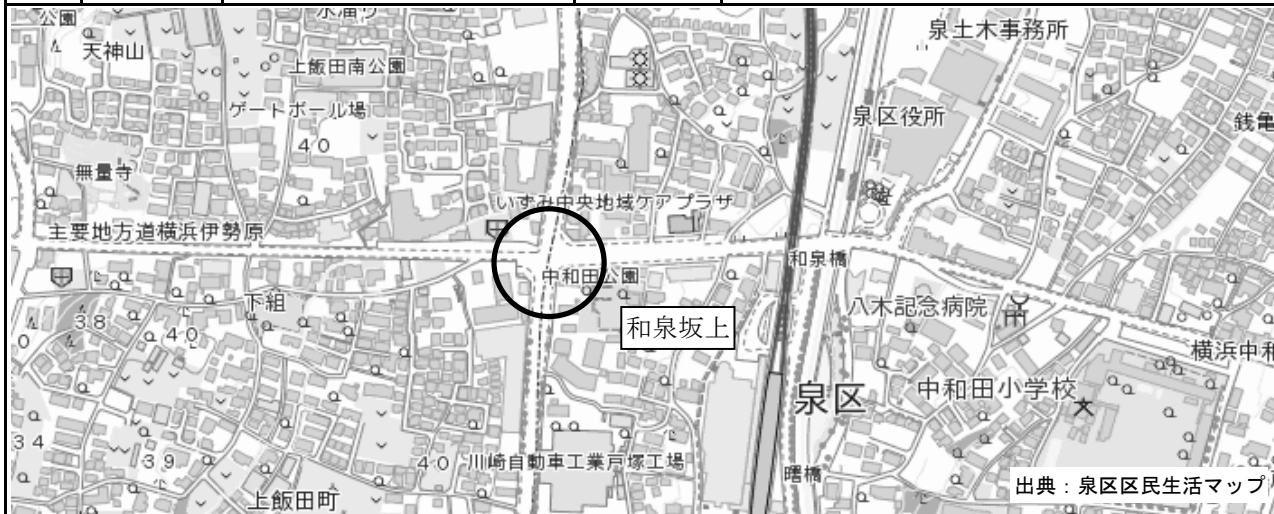 公園
水溜り
泉土木事務所
天神山
上飯田南公園
ゲートボール場
泉区役所
銭亀
40
無量寺
いずみ中央地域ケアプラザ
主要地方道横浜伊勢原
和泉橋
中和田公園
下組
八木記念病院
38
40
和泉坂上
横浜中和
泉区
中和田小学校
34
39
40
川崎自動車工業戸塚工場
曙橋
上飯田町
出典：泉区区民生活マップ